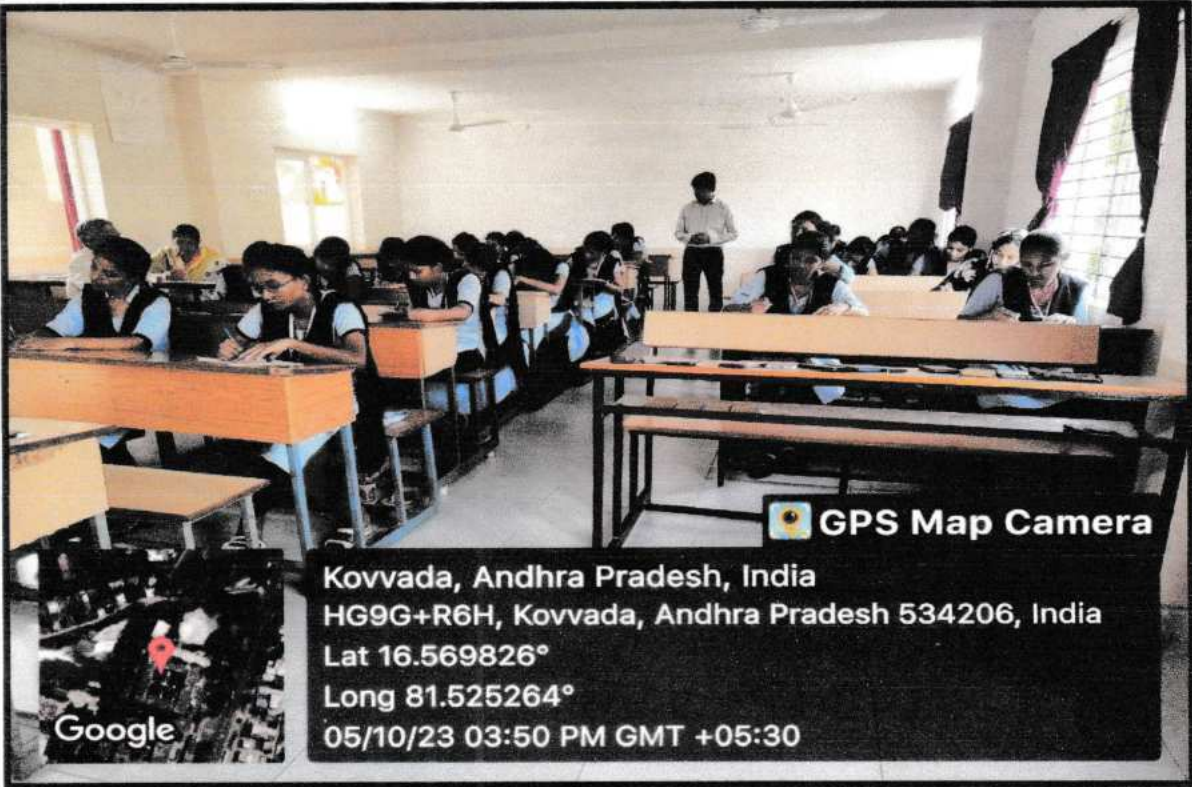 GPS Map Camera
Kovvada, Andhra Pradesh, India
HG9G+R6H, Kovvada, Andhra Pradesh 534206, India
Lat 16.569826°
Long 81.525264°
05/10/23 03:50 PM GMT +05:30
Google